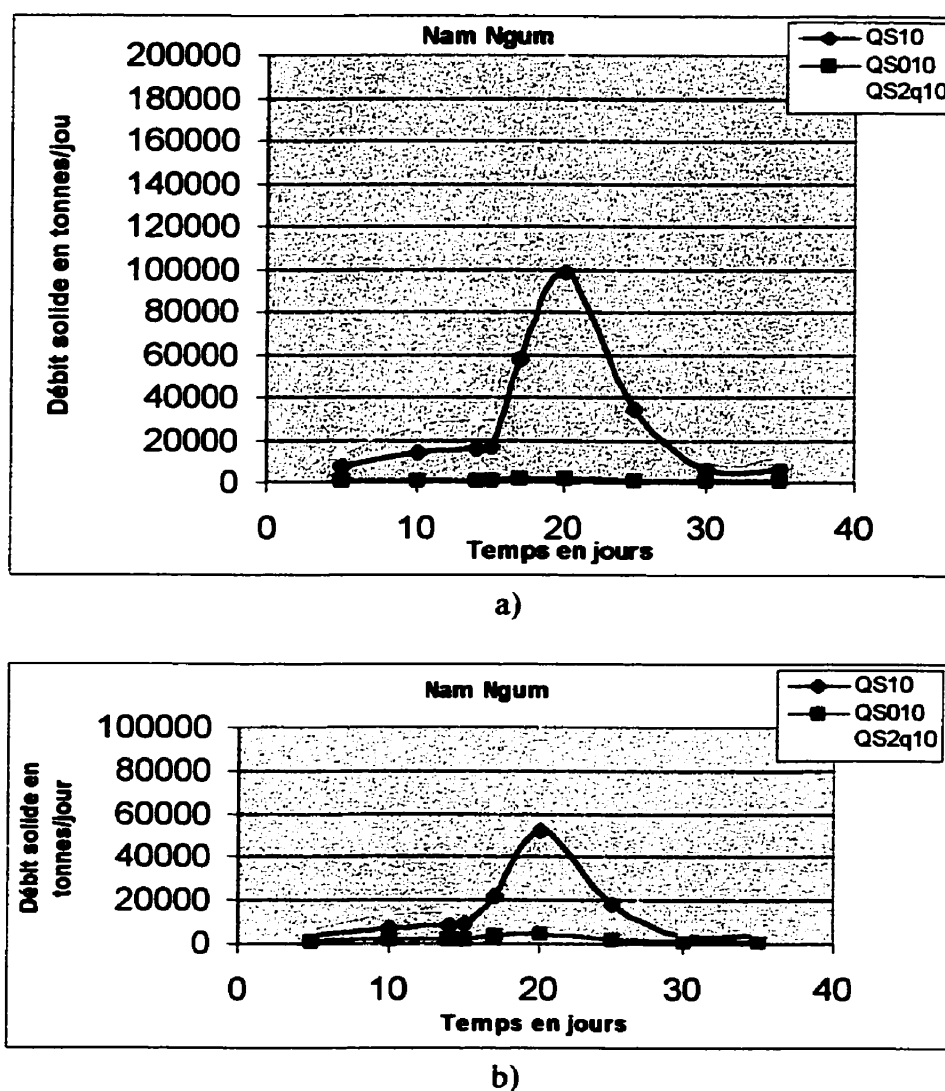 Nam Ngum
QS10
QS010
QS2q10
Débit solide en tonnes/jou
200000
180000
160000
140000
120000
100000
80000
60000
40000
20000
0
0 10 20 30 40
Temps en jours
a)
Nam Ngum
QS10
QS010
QS2q10
Débit solide en
tonnes/jour
100000
80000
60000
40000
20000
0
0 10 20 30 40
Temps en jours
b)